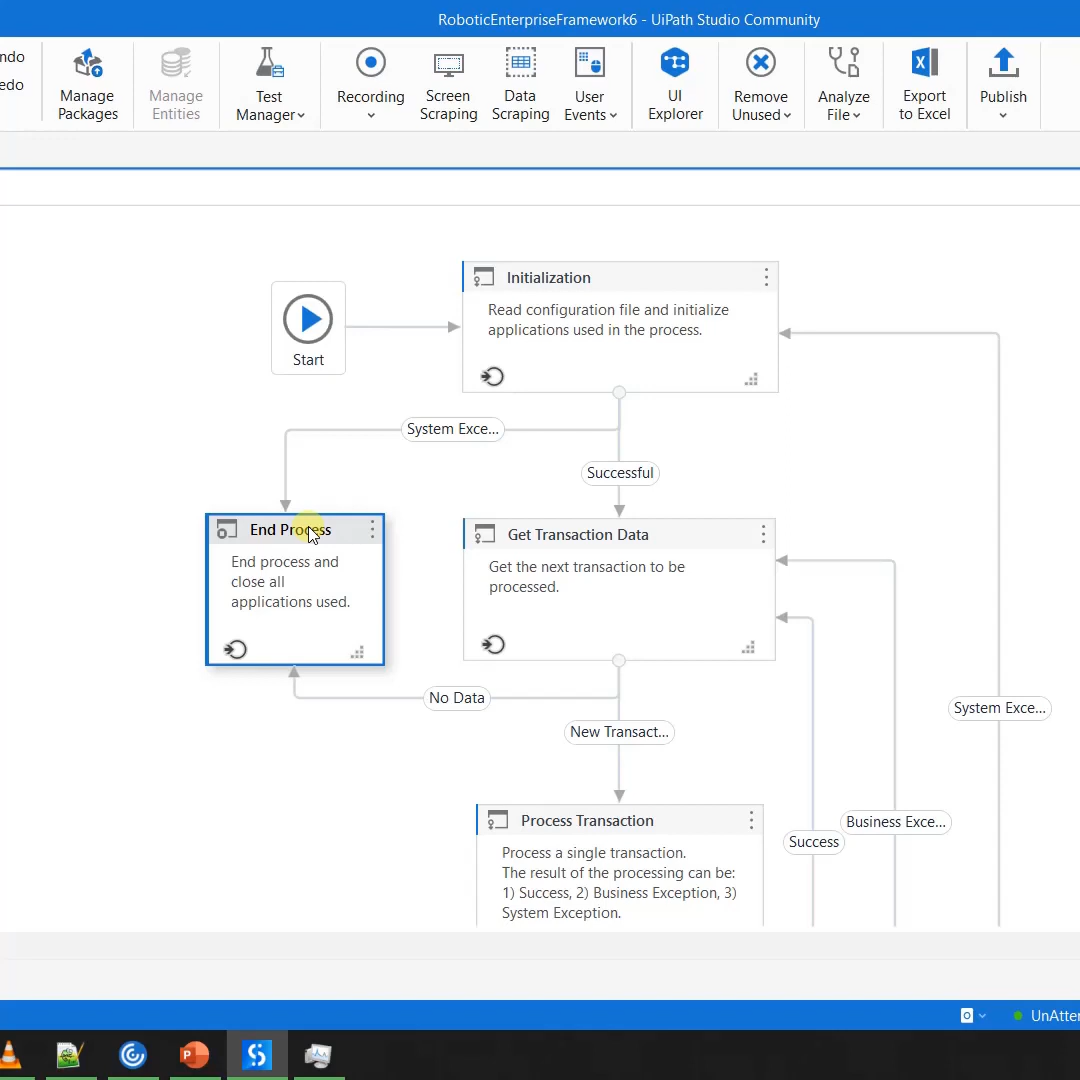 RoboticEnterpriseFramework6 - UiPath Studio Community
ndo
edo
Manage
Packages
Manage
Entities
Test
Manager
Recording
Screen
Scraping
Data
Scraping
User
Events
UI
Explorer
Remove
Unused
Analyze
File
Export
to Excel
Publish
Start
Initialization
Read configuration file and initialize
applications used in the process.
System Exce...
Successful
End Process
End process and
close all
applications used.
Get Transaction Data
Get the next transaction to be
processed.
No Data
New Transact...
System Exce...
Business Exce...
Success
Process Transaction
Process a single transaction.
The result of the processing can be:
1) Success, 2) Business Exception, 3)
System Exception.
UnAtter